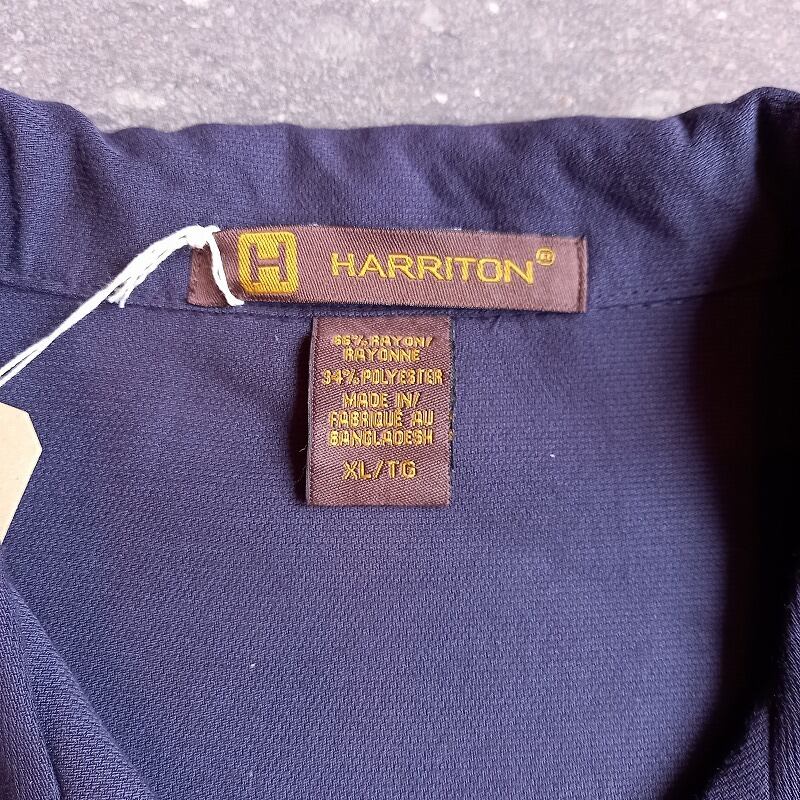 H HARRITON®
66% RAYON/
RAYONNE
34% POLYESTER
MADE IN/
FABRIQUÉ AU
BANGLADESH
XL/TG